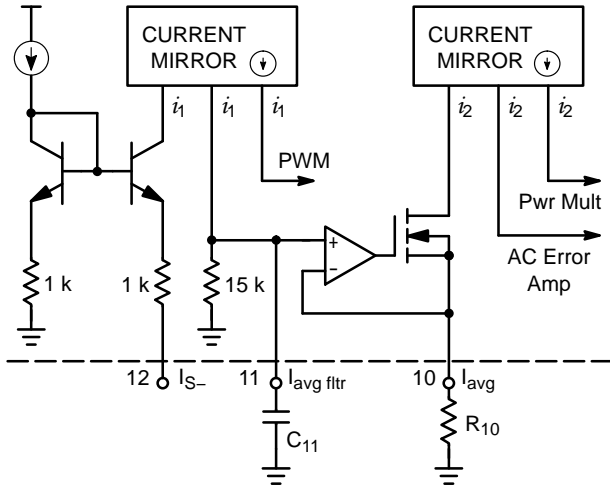 CURRENT
MIRROR
CURRENT
MIRROR
i1
i1
i1
i2
i2
i2
PWM
Pwr Mult
+
–
AC Error
Amp
1 k
1 k
15 k
12
IS–
11
Iavg fltr
10
Iavg
C11
R10